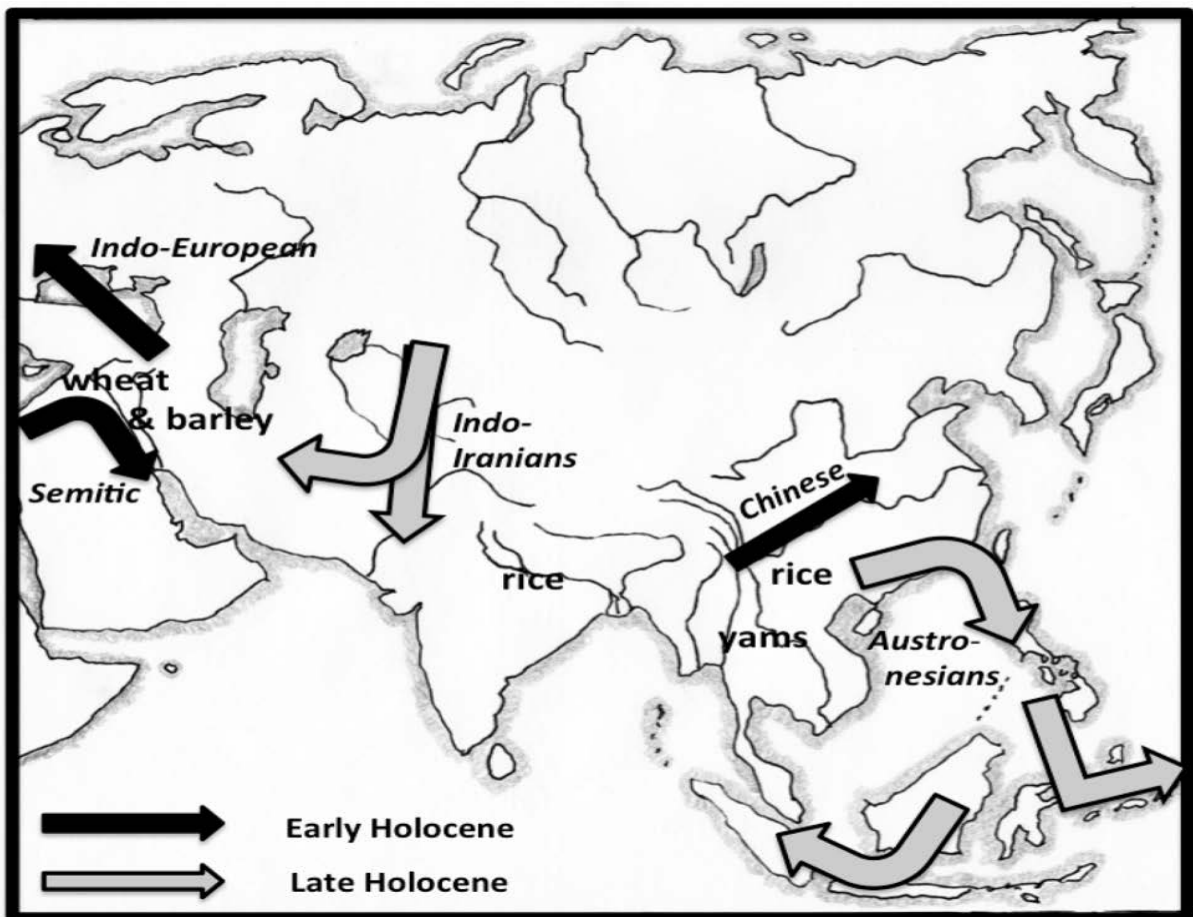 Indo-European
wheat
& barley
Semitic
Indo-
Iranians
Chinese
rice
rice
yams
Austro-
nesians
Early Holocene
Late Holocene